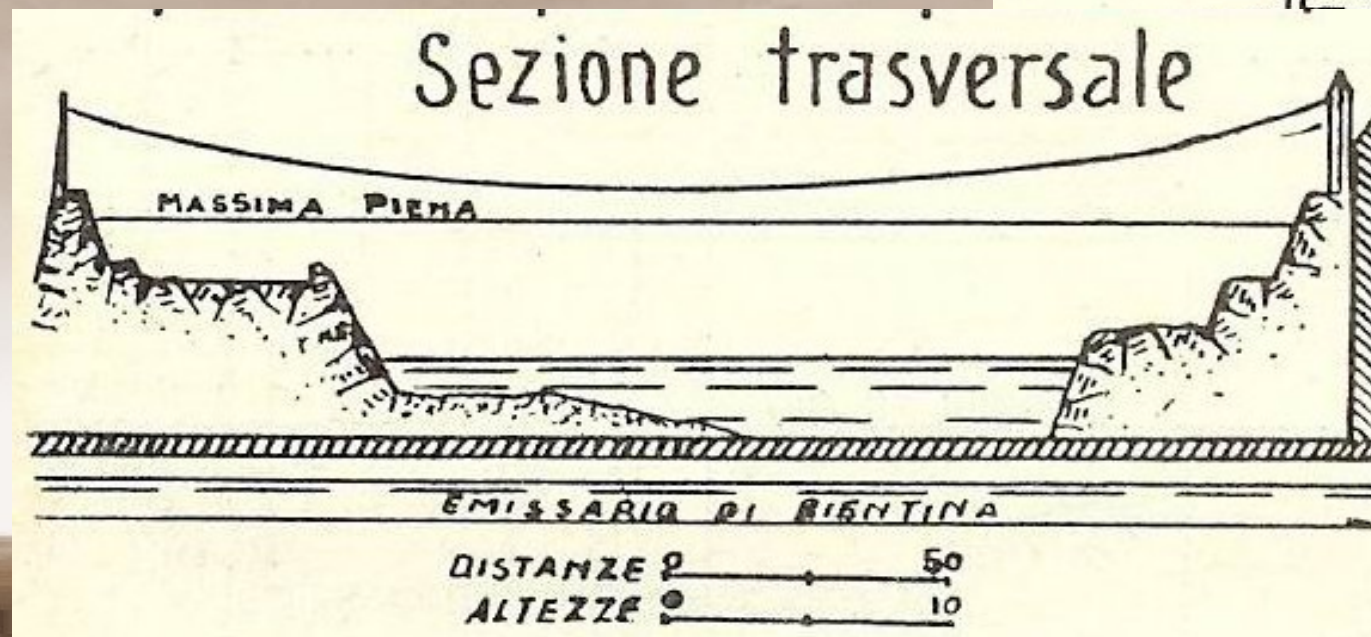 Sezione trasversale
MASSIMA PIENA
EMISSARIO DI BIENTINA
DISTANZE 0 50
ALTEZZE 0 10